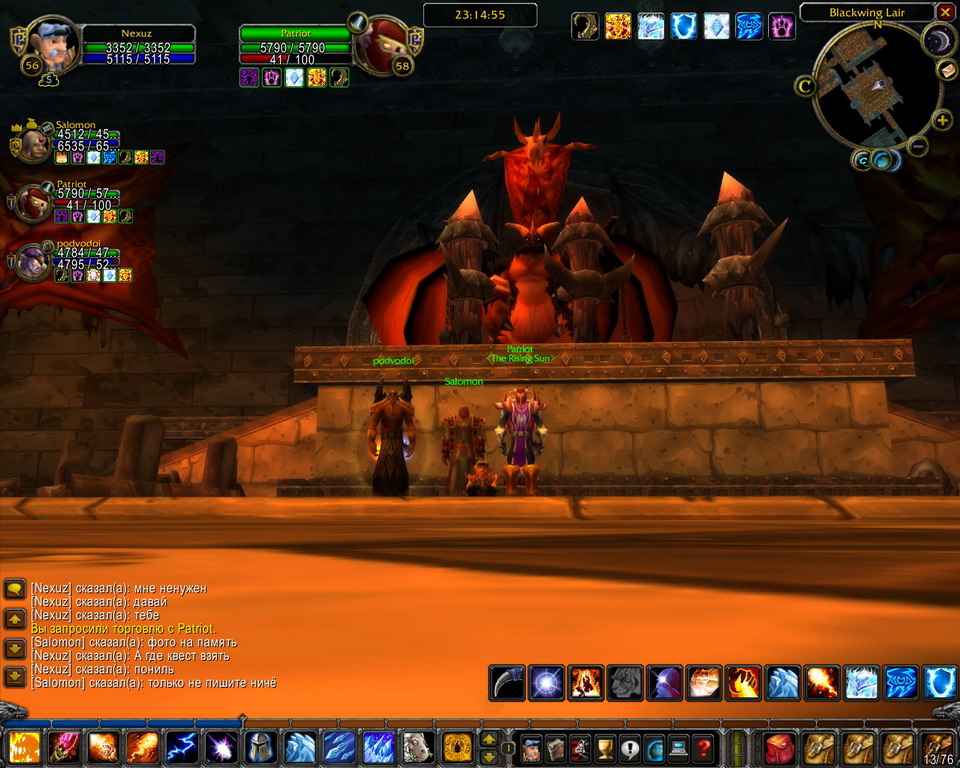 23:14:55
Blackwing Lair
N
Nexuz
3352 / 3352
5115 / 5115
56
5
Patriot
5790 / 5790
41 / 100
58
C
Salomon
4512 / 45...
6535 / 65...
Patriot
5790 / 57...
41 / 100
podvodoi
4784 / 47...
4795 / 52...
podvodoi
Patriot
<The Rising Sun>
Salomon
[Nexuz] сказал(а): мне ненужен
[Nexuz] сказал(а): давай
[Nexuz] сказал(а): тебе
Вы запросили торговлю с Patriot.
[Salomon] сказал(а): фото на память
[Nexuz] сказал(а): А где квест взять
[Nexuz] сказал(а): пониль
[Salomon] сказал(а): только не пишите ничё
1
13/76